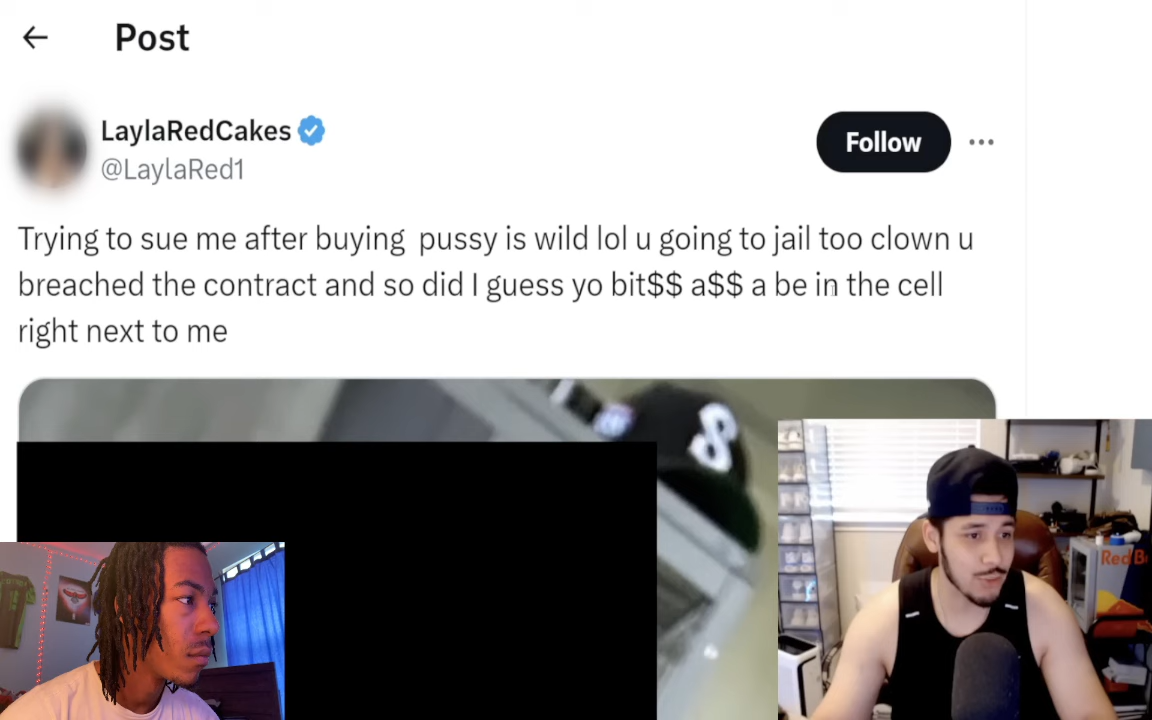 Post
LaylaRedCakes
@LaylaRed1
Follow
Trying to sue me after buying pussy is wild lol u going to jail too clown u
breached the contract and so did I guess yo bit$$ a$$ a be in the cell
right next to me
Red B